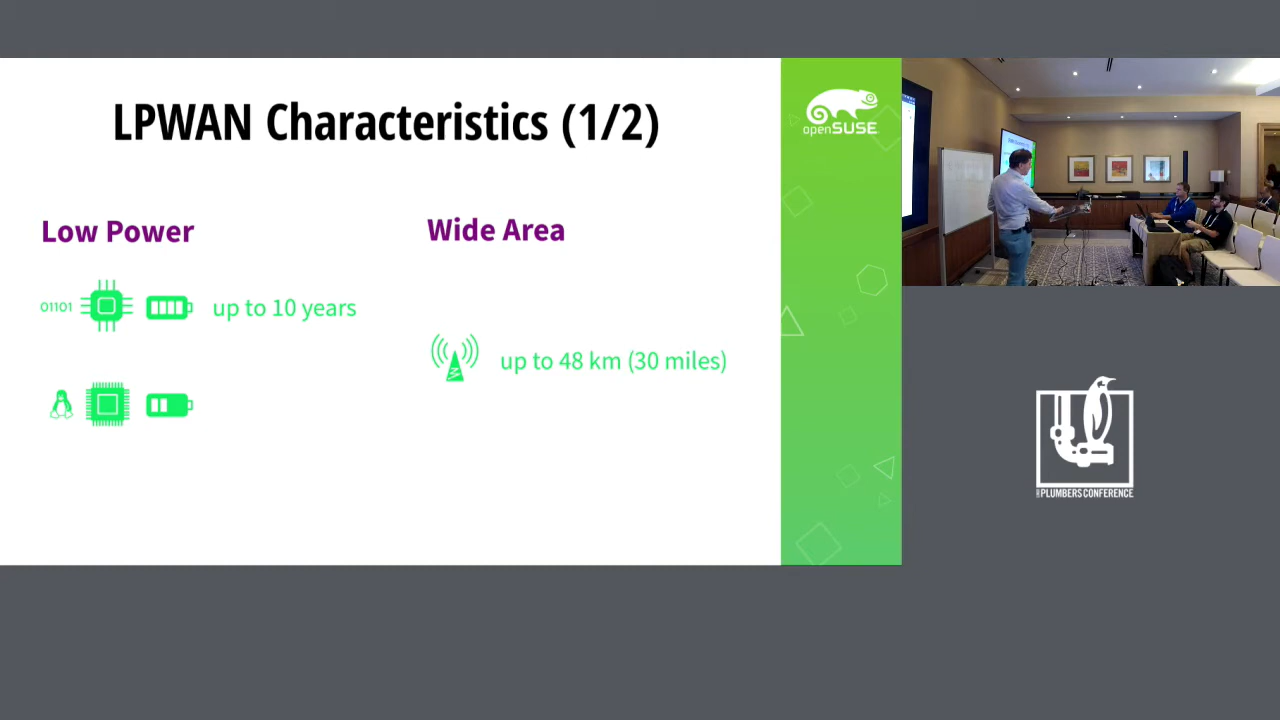 LPWAN Characteristics (1/2)
openSUSE
Low Power
Wide Area
01101
up to 10 years
up to 48 km (30 miles)
PLUMBERS CONFERENCE